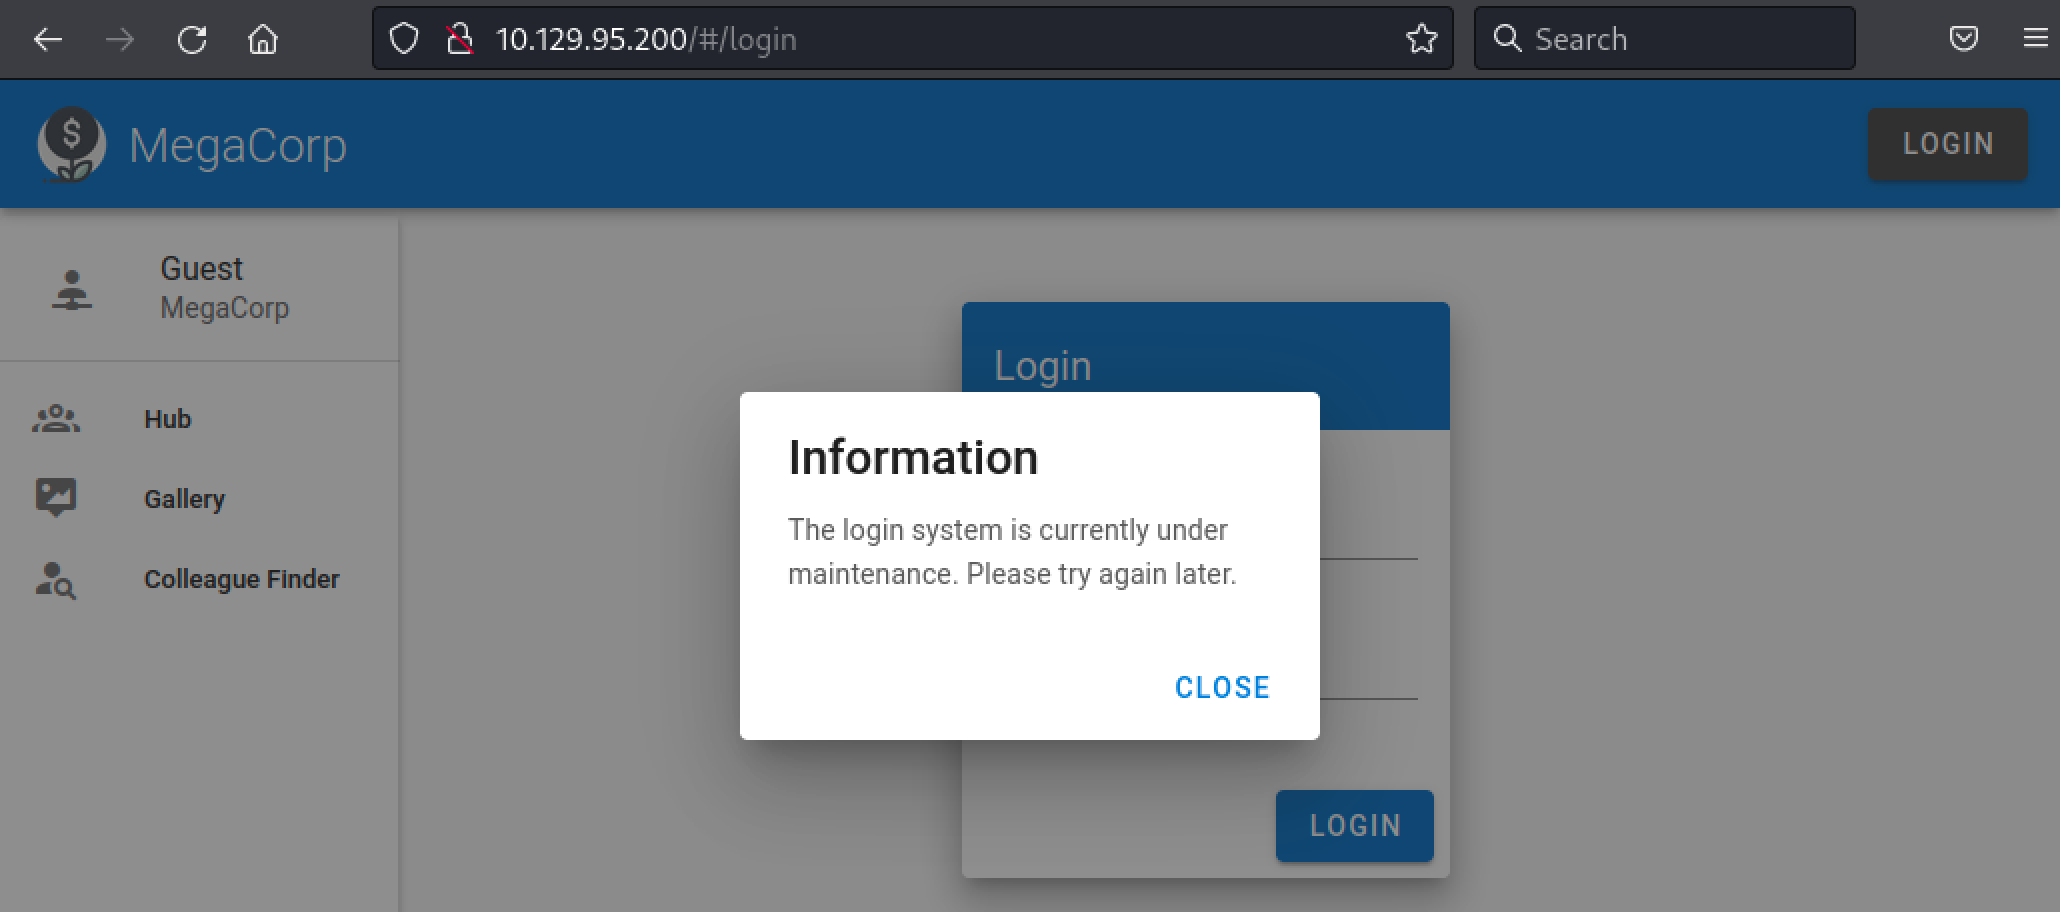 10.129.95.200/#/login
Search
$
MegaCorp
LOGIN
Guest
MegaCorp
Hub
Gallery
Colleague Finder
Login
Information
The login system is currently under
maintenance. Please try again later.
CLOSE
LOGIN